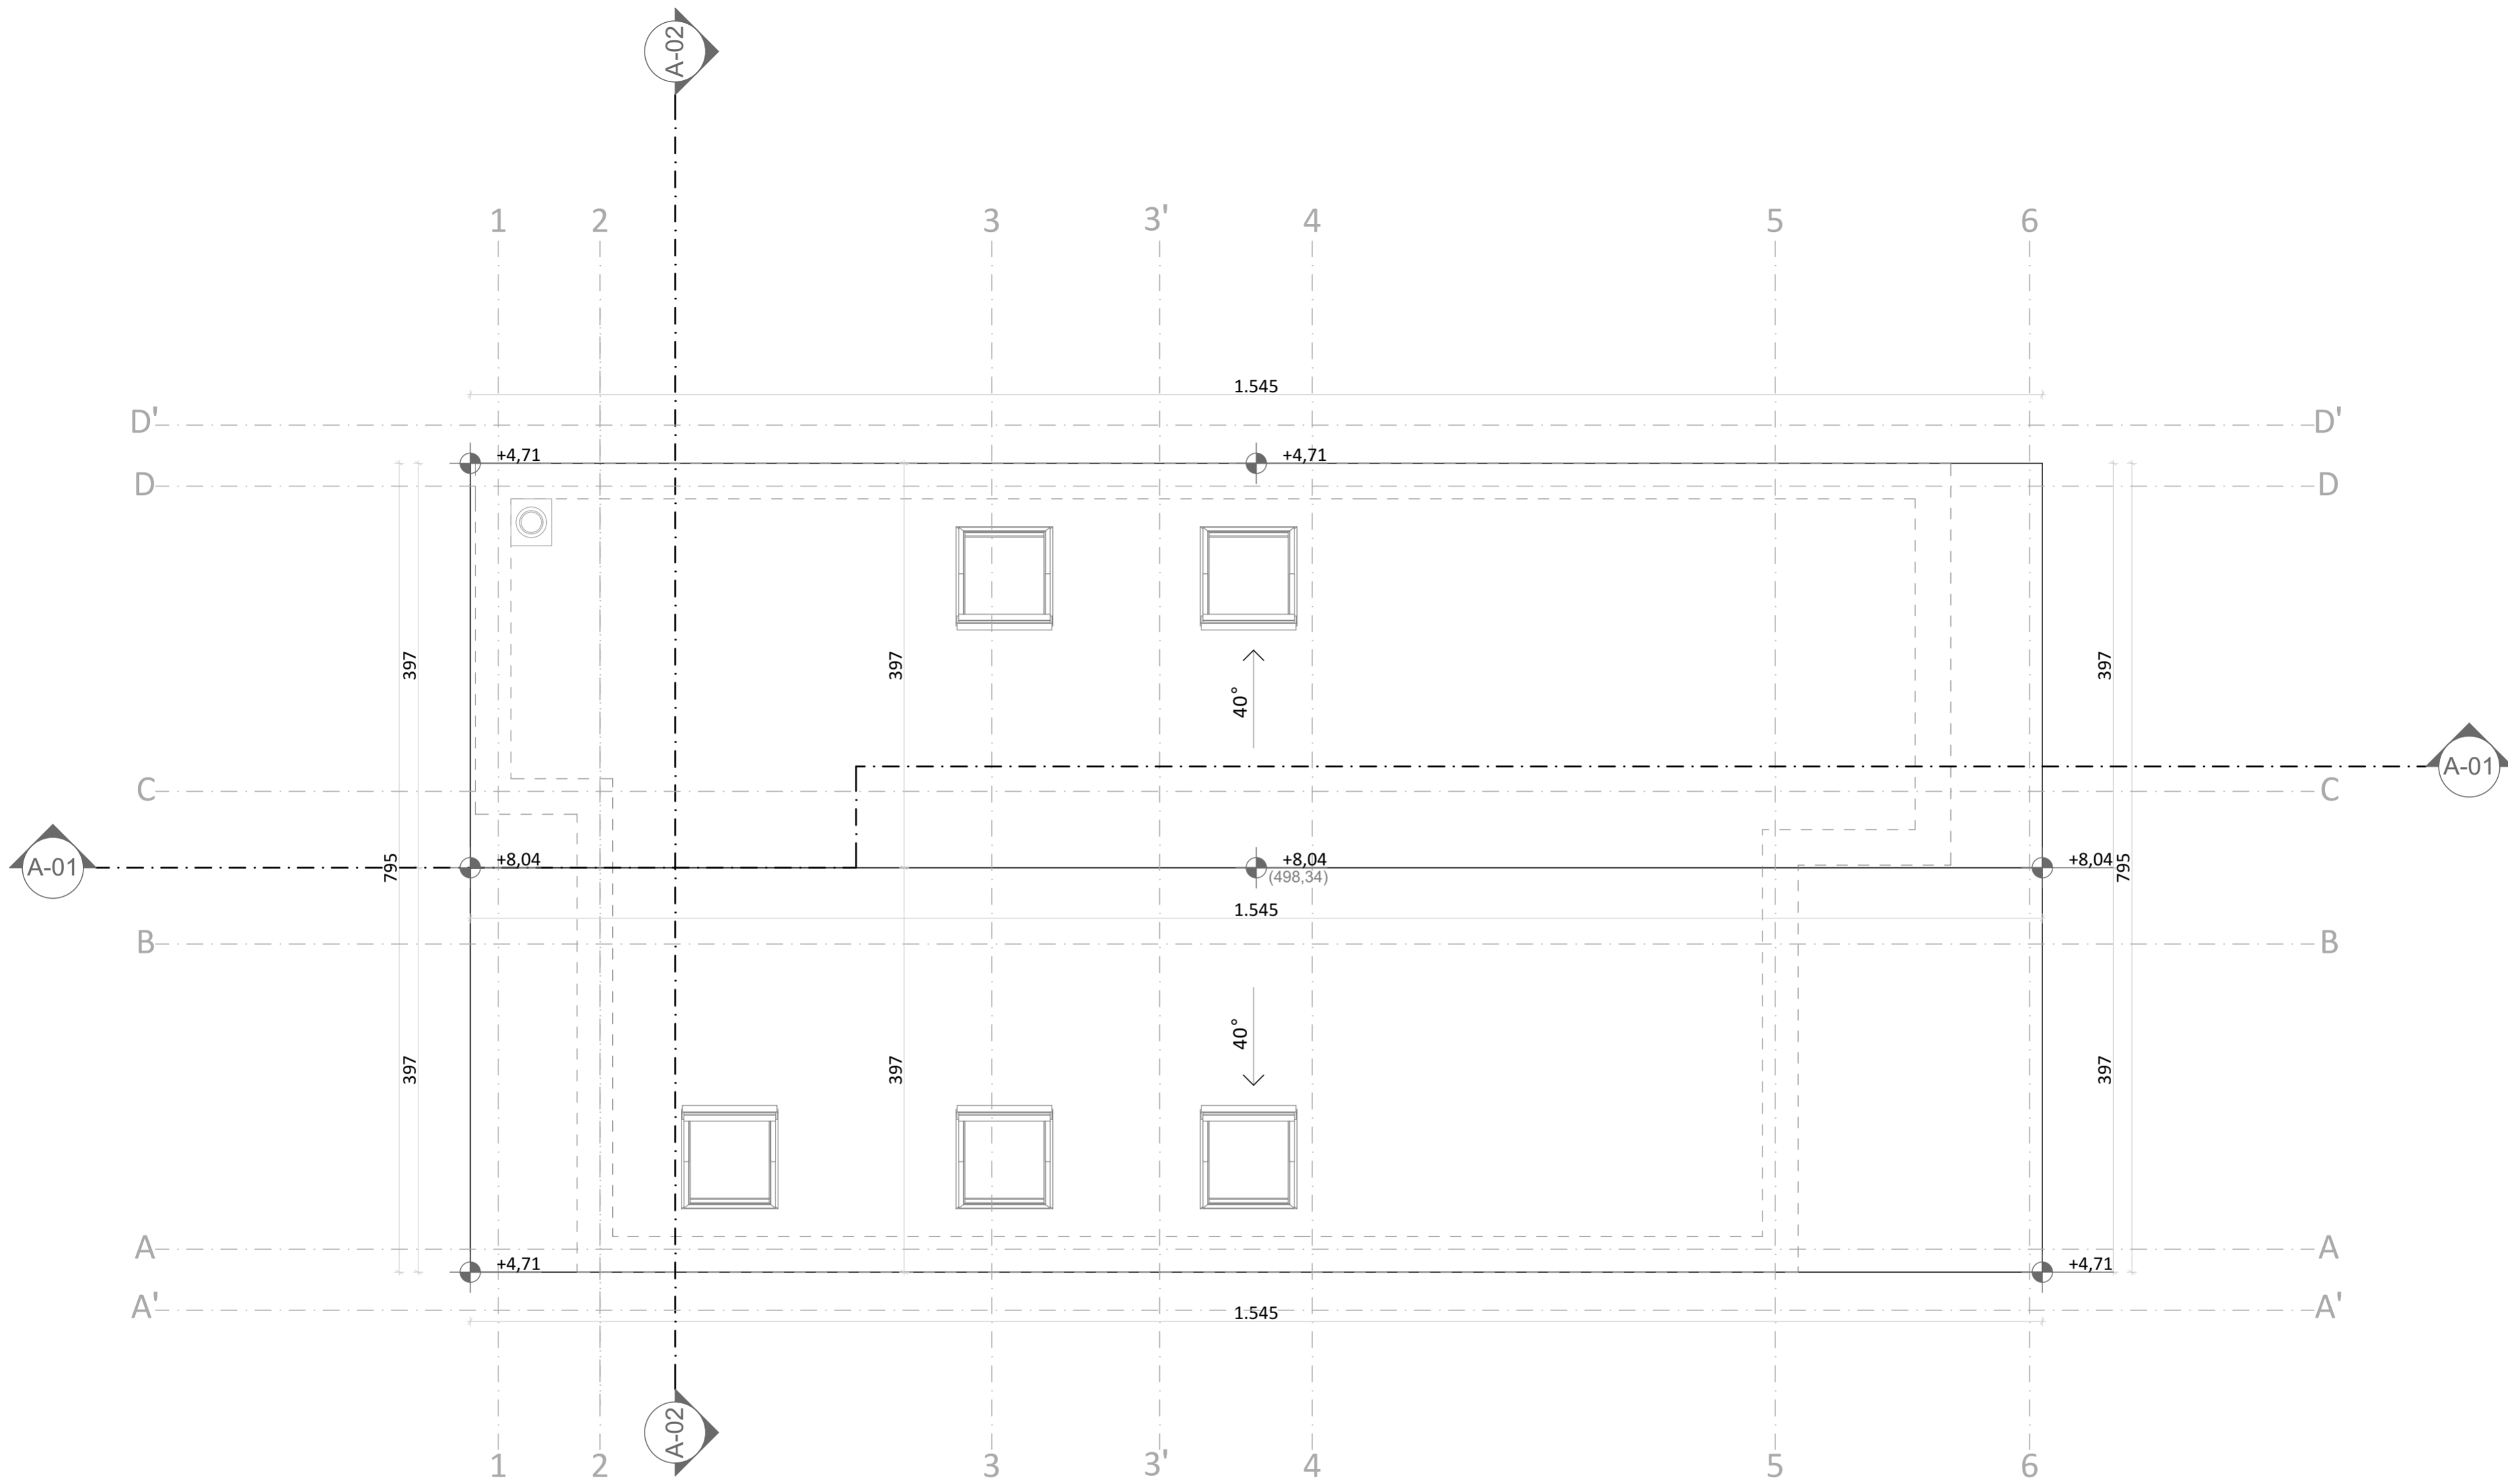 A-02
1 2 3 3' 4 5 6
1.545
D' D'
+4,71 +4,71
D D
397 397 397
40°
A-01
C C
+8,04 +8,04 +8,04
795 795
A-01
(498,34)
1.545
B B
40°
397 397 397
A A
+4,71 +4,71
A' A'
1.545
A-02
1 2 3 3' 4 5 6